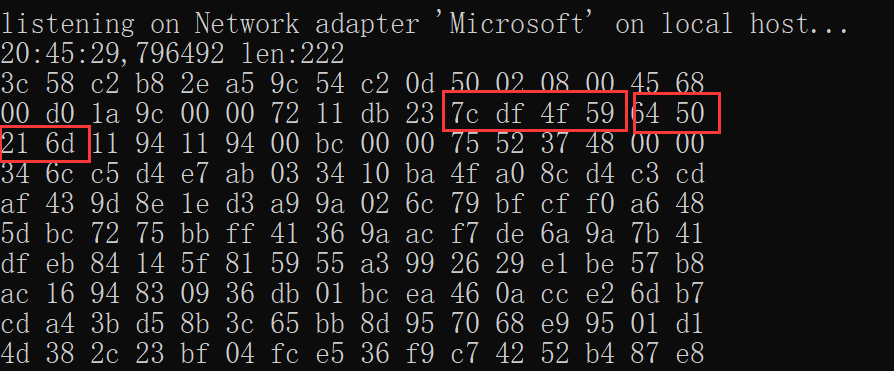 listening on Network adapter 'Microsoft' on local host...
20:45:29,796492 len:222
3c 58 c2 b8 2e a5 9c 54 c2 0d 50 02 08 00 45 68
00 d0 1a 9c 00 00 72 11 db 23 7c df 4f 59 64 50
21 6d 11 94 11 94 00 bc 00 00 75 52 37 48 00 00
34 6c c5 d4 e7 ab 03 34 10 ba 4f a0 8c d4 c3 cd
af 43 9d 8e 1e d3 a9 9a 02 6c 79 bf cf f0 a6 48
5d bc 72 75 bb ff 41 36 9a ac f7 de 6a 9a 7b 41
df eb 84 14 5f 81 59 55 a3 99 26 29 e1 be 57 b8
ac 16 94 83 09 36 db 01 bc ea 46 0a cc e2 6d b7
cd a4 3b d5 8b 3c 65 bb 8d 95 70 68 e9 95 01 d1
4d 38 2c 23 bf 04 fc e5 36 f9 c7 42 52 b4 87 e8